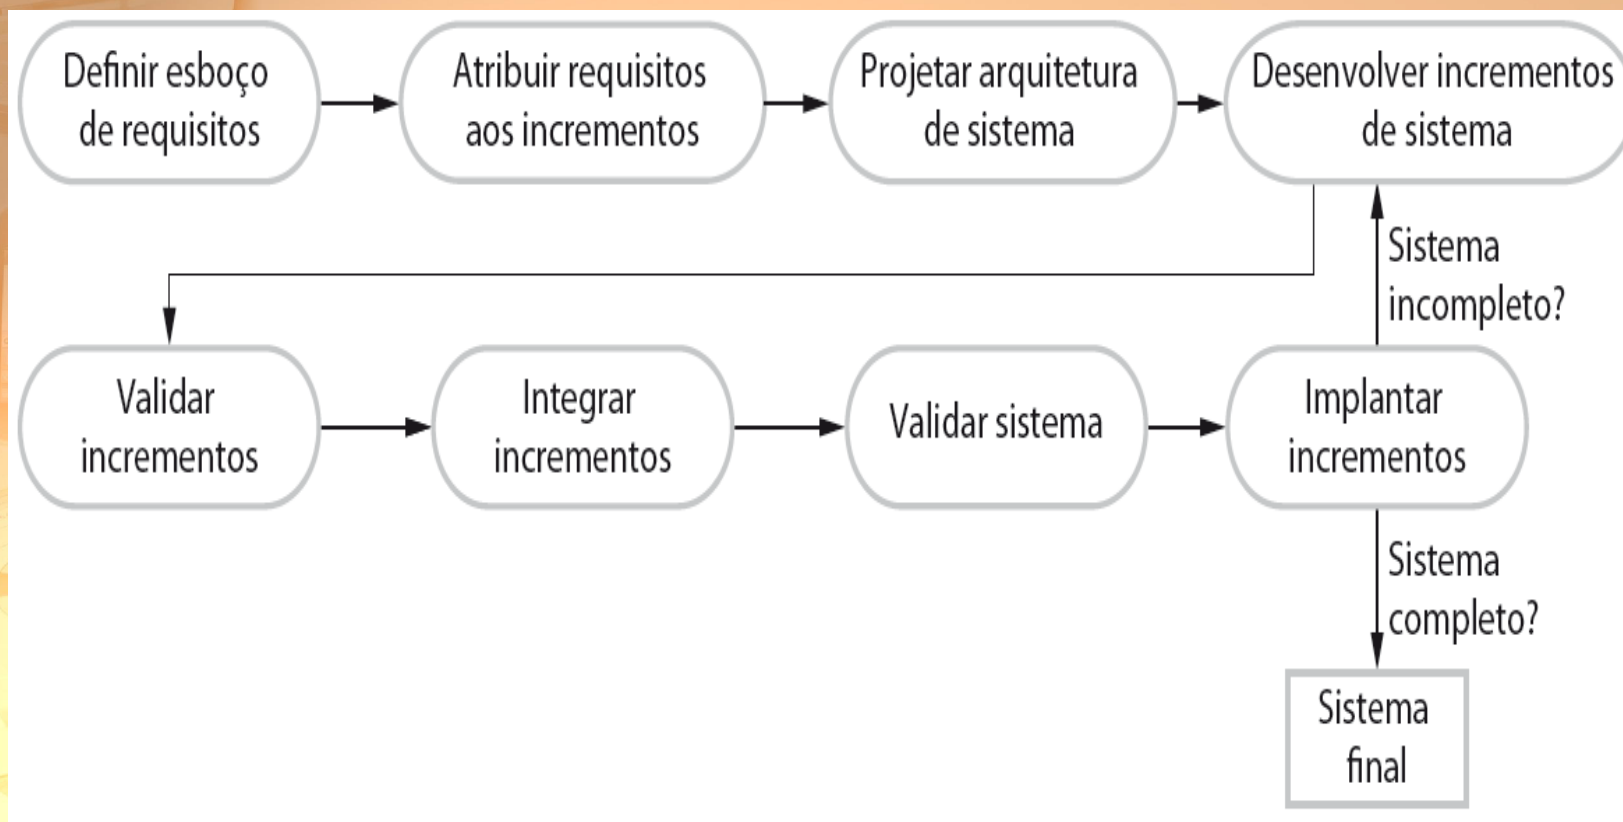 Definir esboço
de requisitos
Atribuir requisitos
aos incrementos
Projetar arquitetura
de sistema
Desenvolver incrementos
de sistema
Sistema
incompleto?
Validar
incrementos
Integrar
incrementos
Validar sistema
Implantar
incrementos
Sistema
completo?
Sistema
final